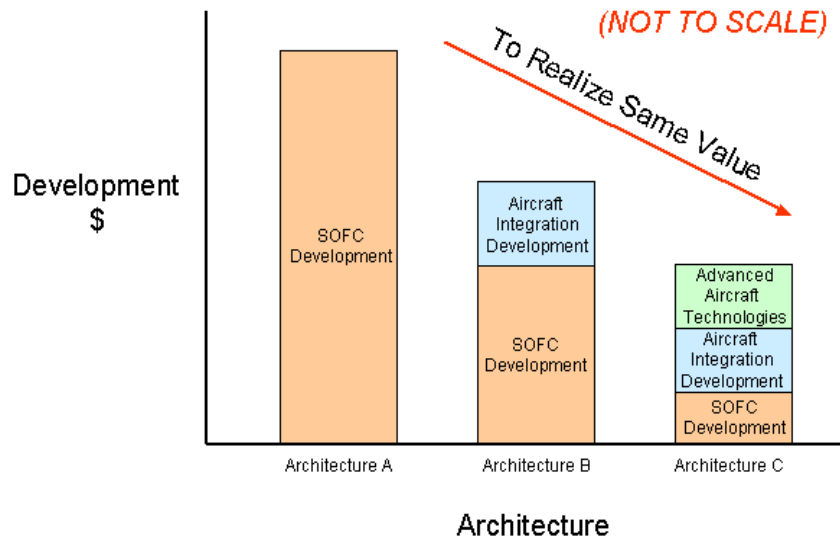 (NOT TO SCALE)
To Realize Same Value
Development
$
SOFC
Development
Aircraft
Integration
Development
SOFC
Development
Advanced
Aircraft
Technologies
Aircraft
Integration
Development
SOFC
Development
Architecture A
Architecture B
Architecture C
Architecture